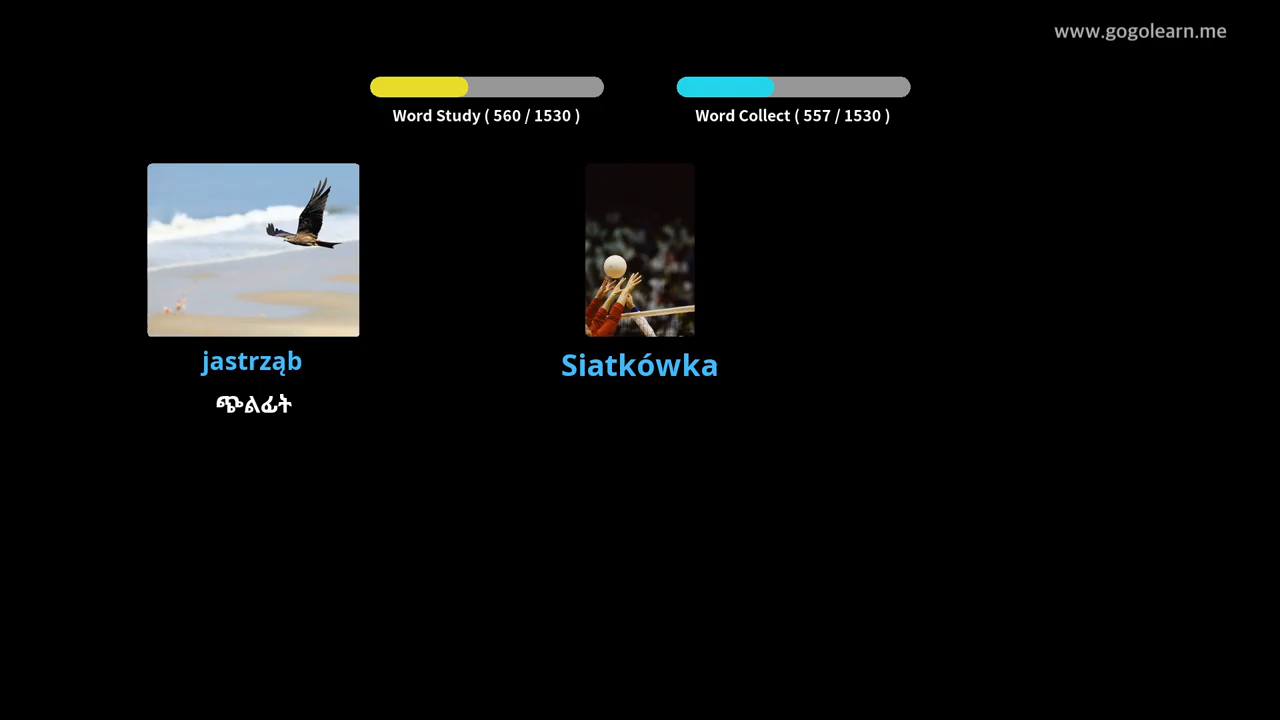 www.gogolearn.me
Word Study ( 560 / 1530 )
Word Collect ( 557 / 1530 )
jastrząb
ጭልፊት
Siatkówka